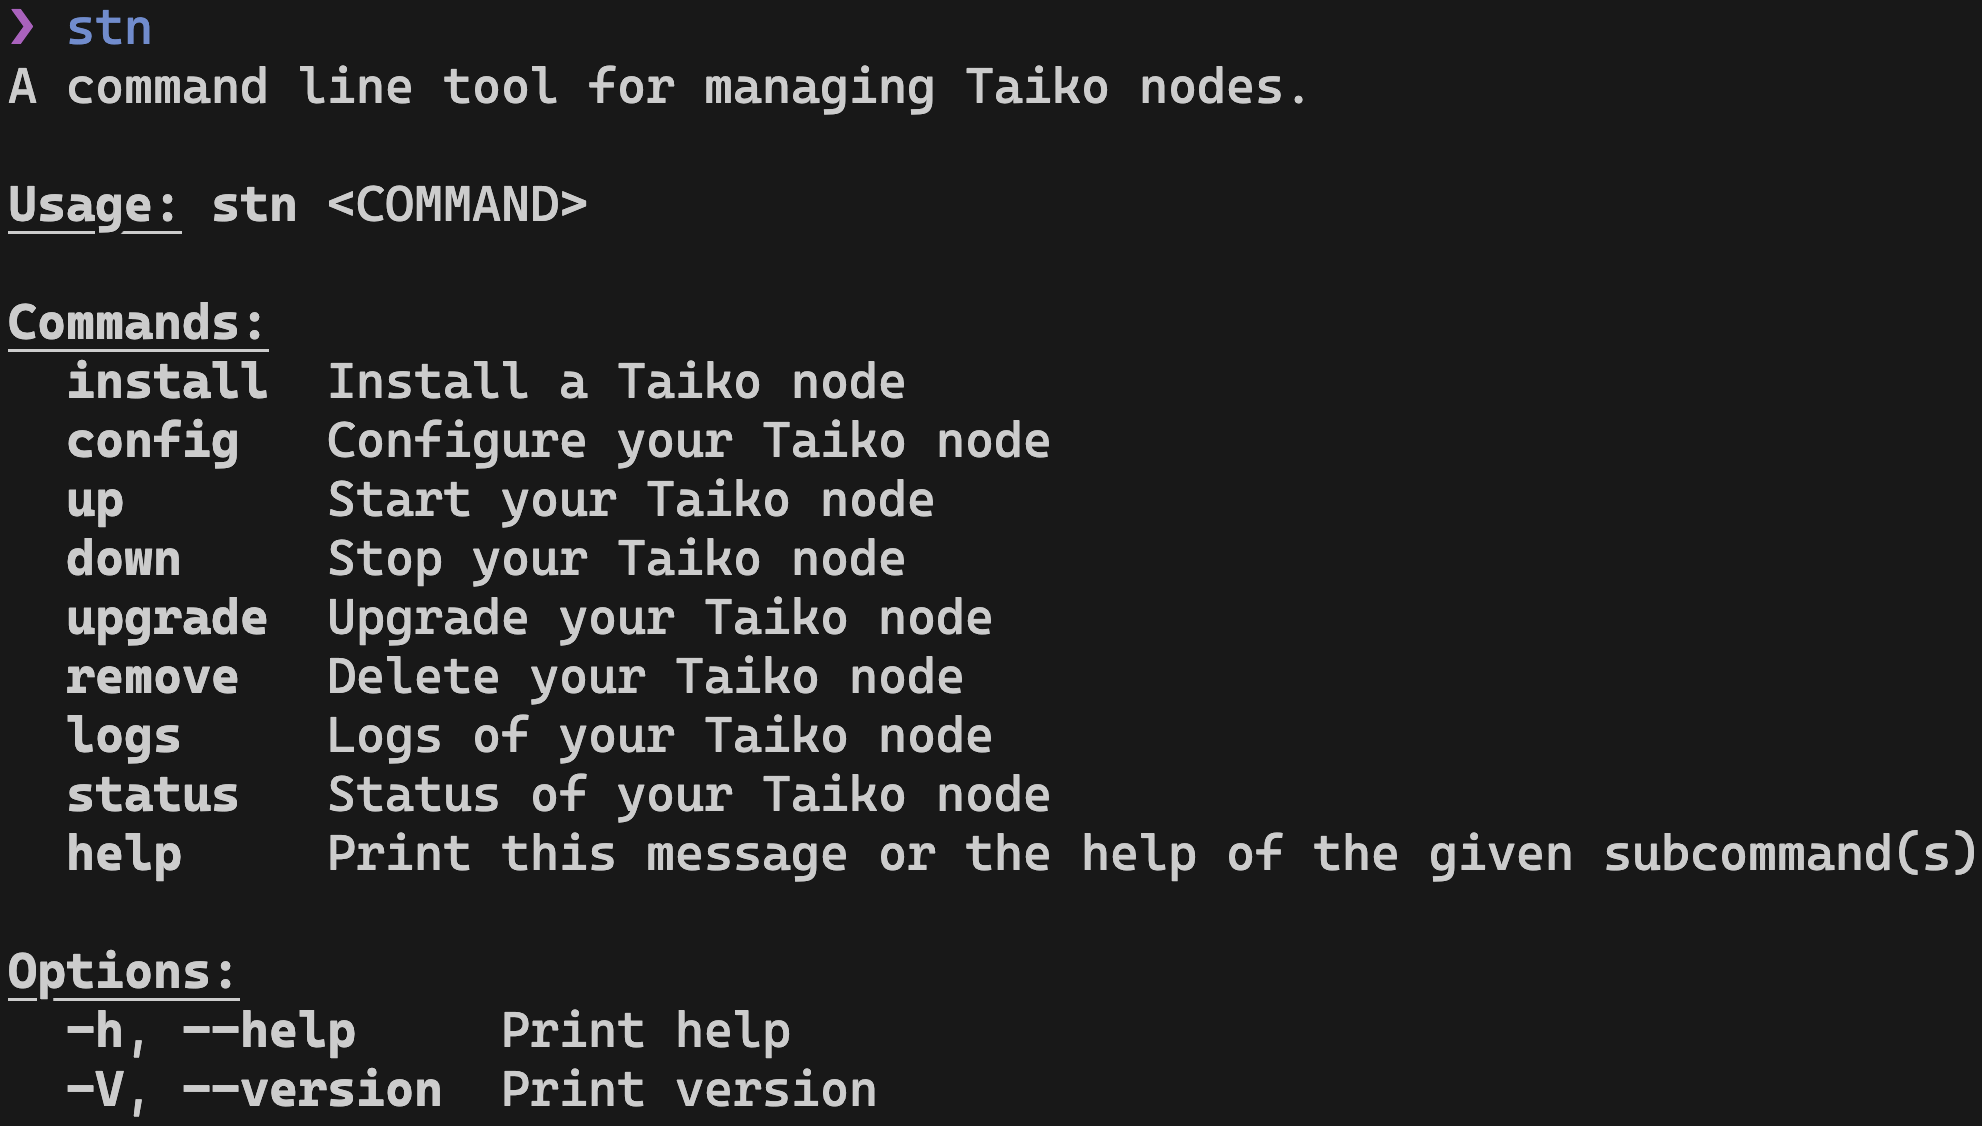 ❯ stn
A command line tool for managing Taiko nodes.
Usage: stn <COMMAND>
Commands:
install Install a Taiko node
config Configure your Taiko node
up Start your Taiko node
down Stop your Taiko node
upgrade Upgrade your Taiko node
remove Delete your Taiko node
logs Logs of your Taiko node
status Status of your Taiko node
help Print this message or the help of the given subcommand(s)
Options:
-h, --help Print help
-V, --version Print version